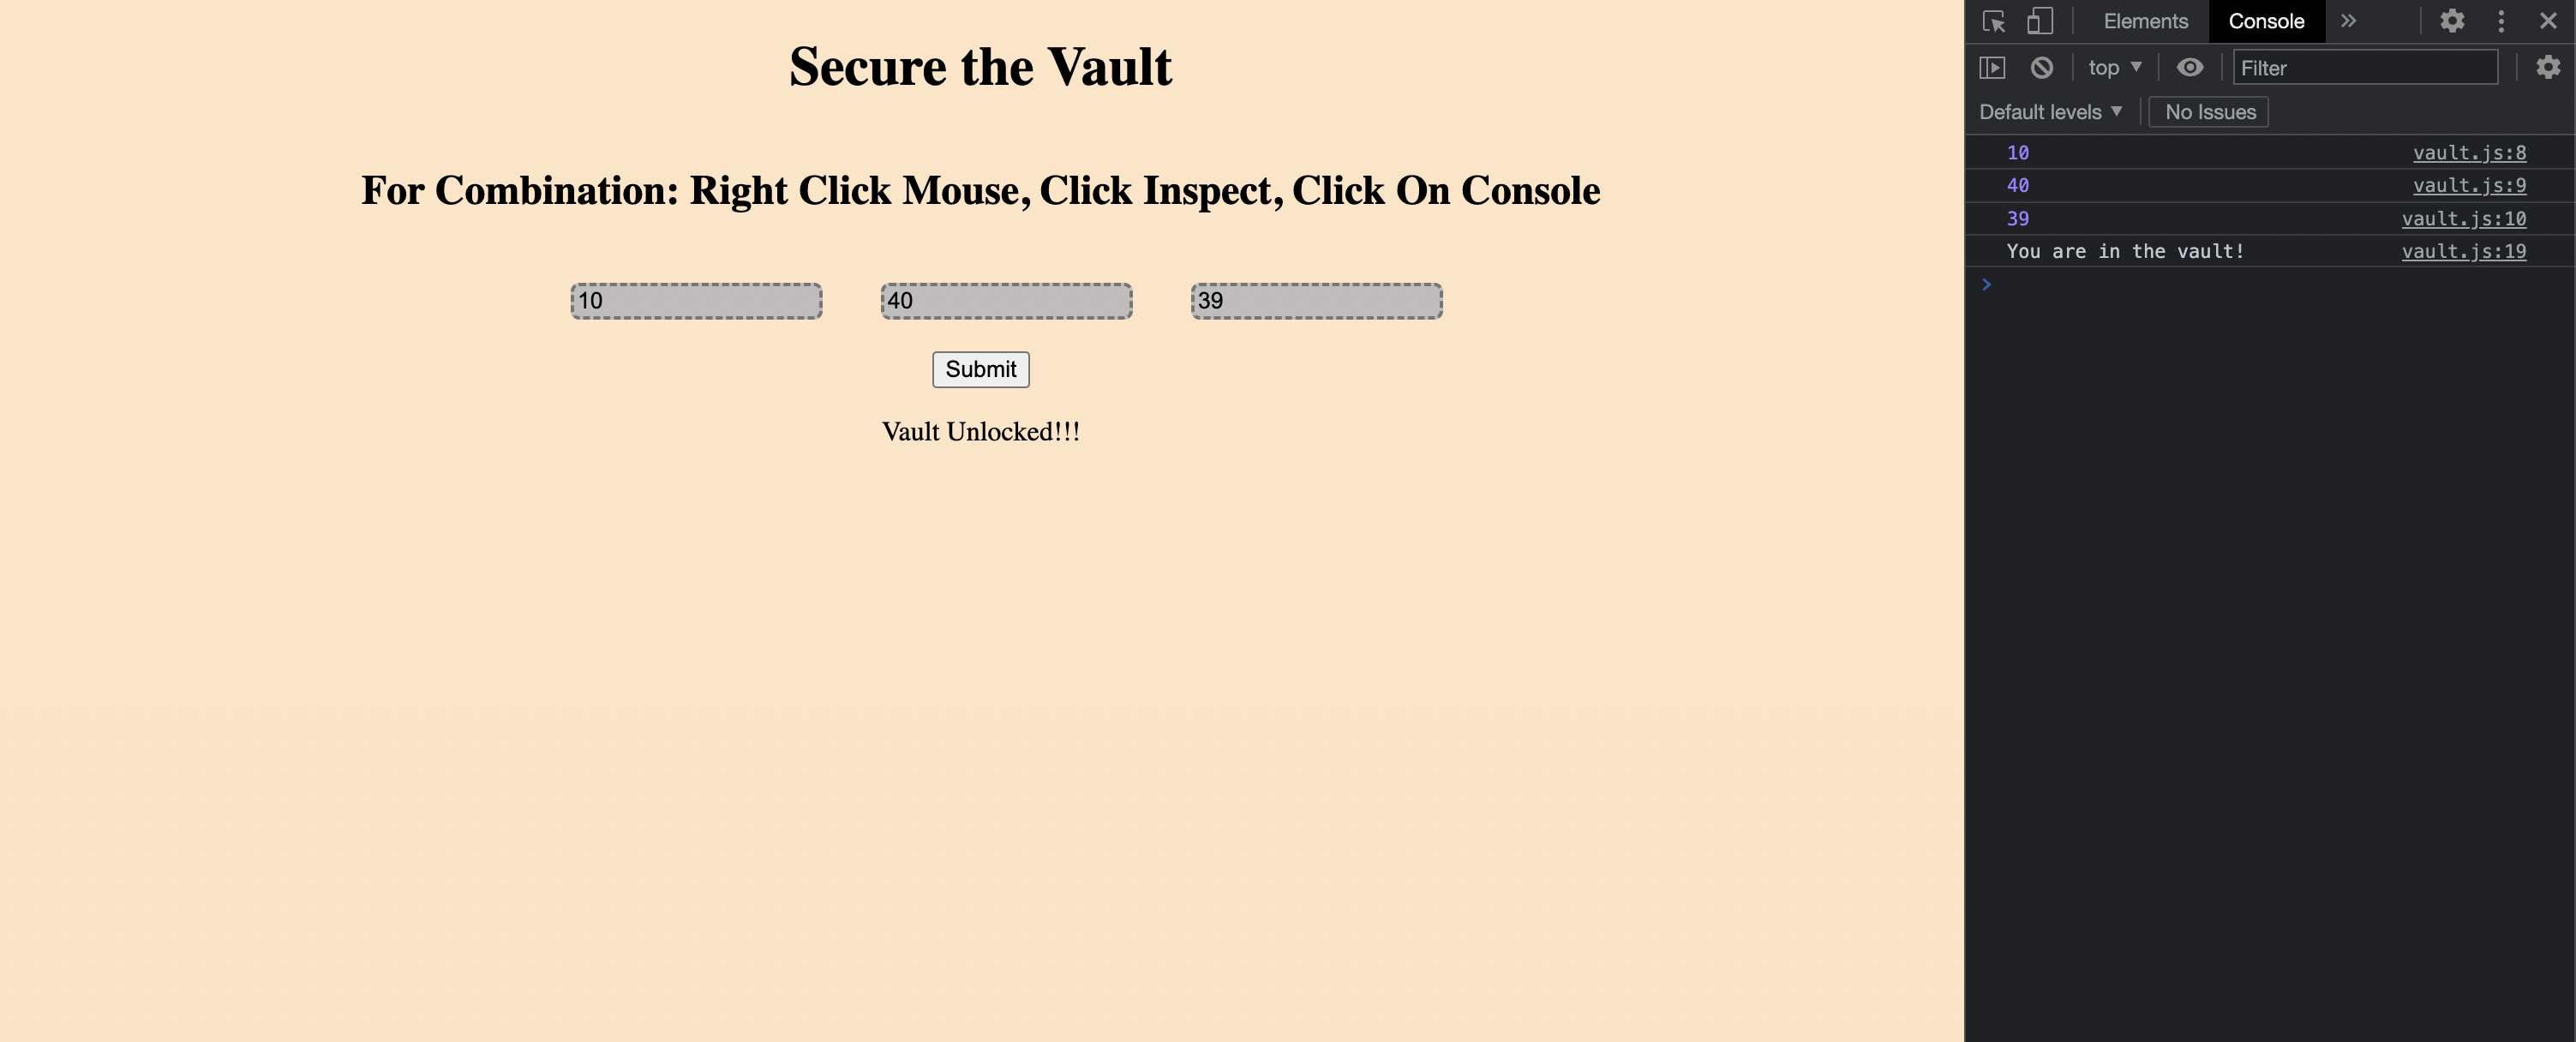 Secure the Vault
For Combination: Right Click Mouse, Click Inspect, Click On Console
10 40 39
Submit
Vault Unlocked!!!
Elements Console
top Filter
Default levels No Issues
10 vault.js:8
40 vault.js:9
39 vault.js:10
You are in the vault! vault.js:19